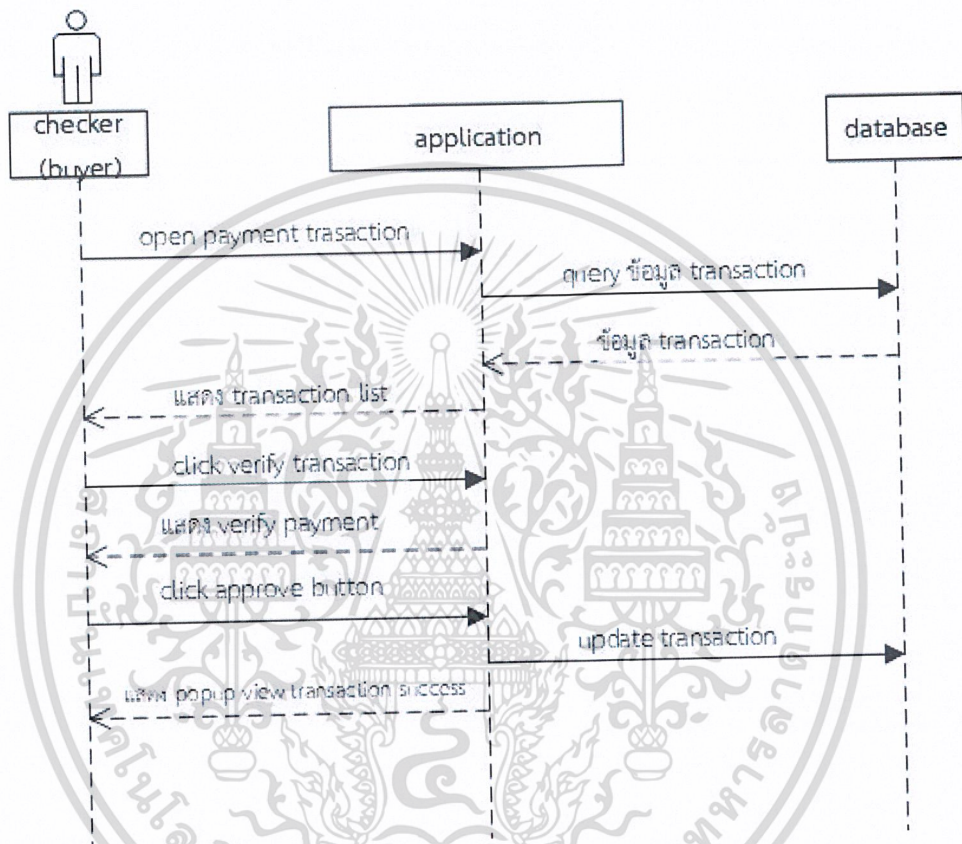 checker
(buyer)
application
database
open payment trasaction
query ข้อมูล transaction
ข้อมูล transaction
แสดง transaction list
click verify transaction
แสดง verify payment
click approve button
update transaction
แสดง popup view transaction success